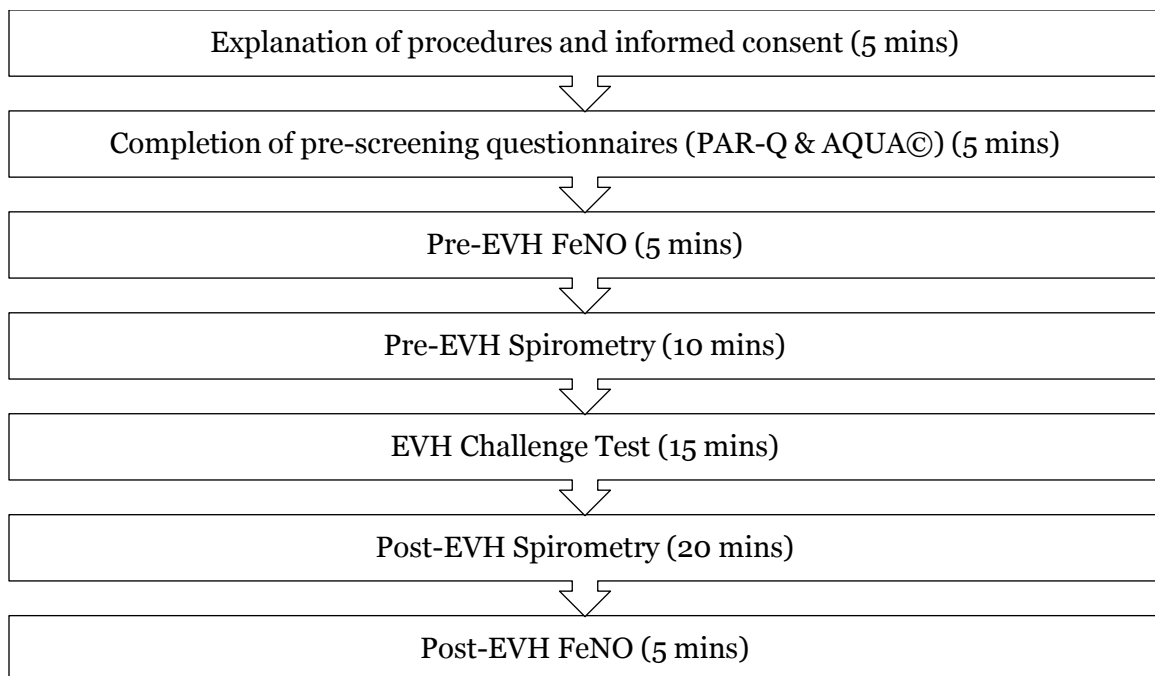 Explanation of procedures and informed consent (5 mins)
Completion of pre-screening questionnaires (PAR-Q & AQUA©) (5 mins)
Pre-EVH FeNO (5 mins)
Pre-EVH Spirometry (10 mins)
EVH Challenge Test (15 mins)
Post-EVH Spirometry (20 mins)
Post-EVH FeNO (5 mins)